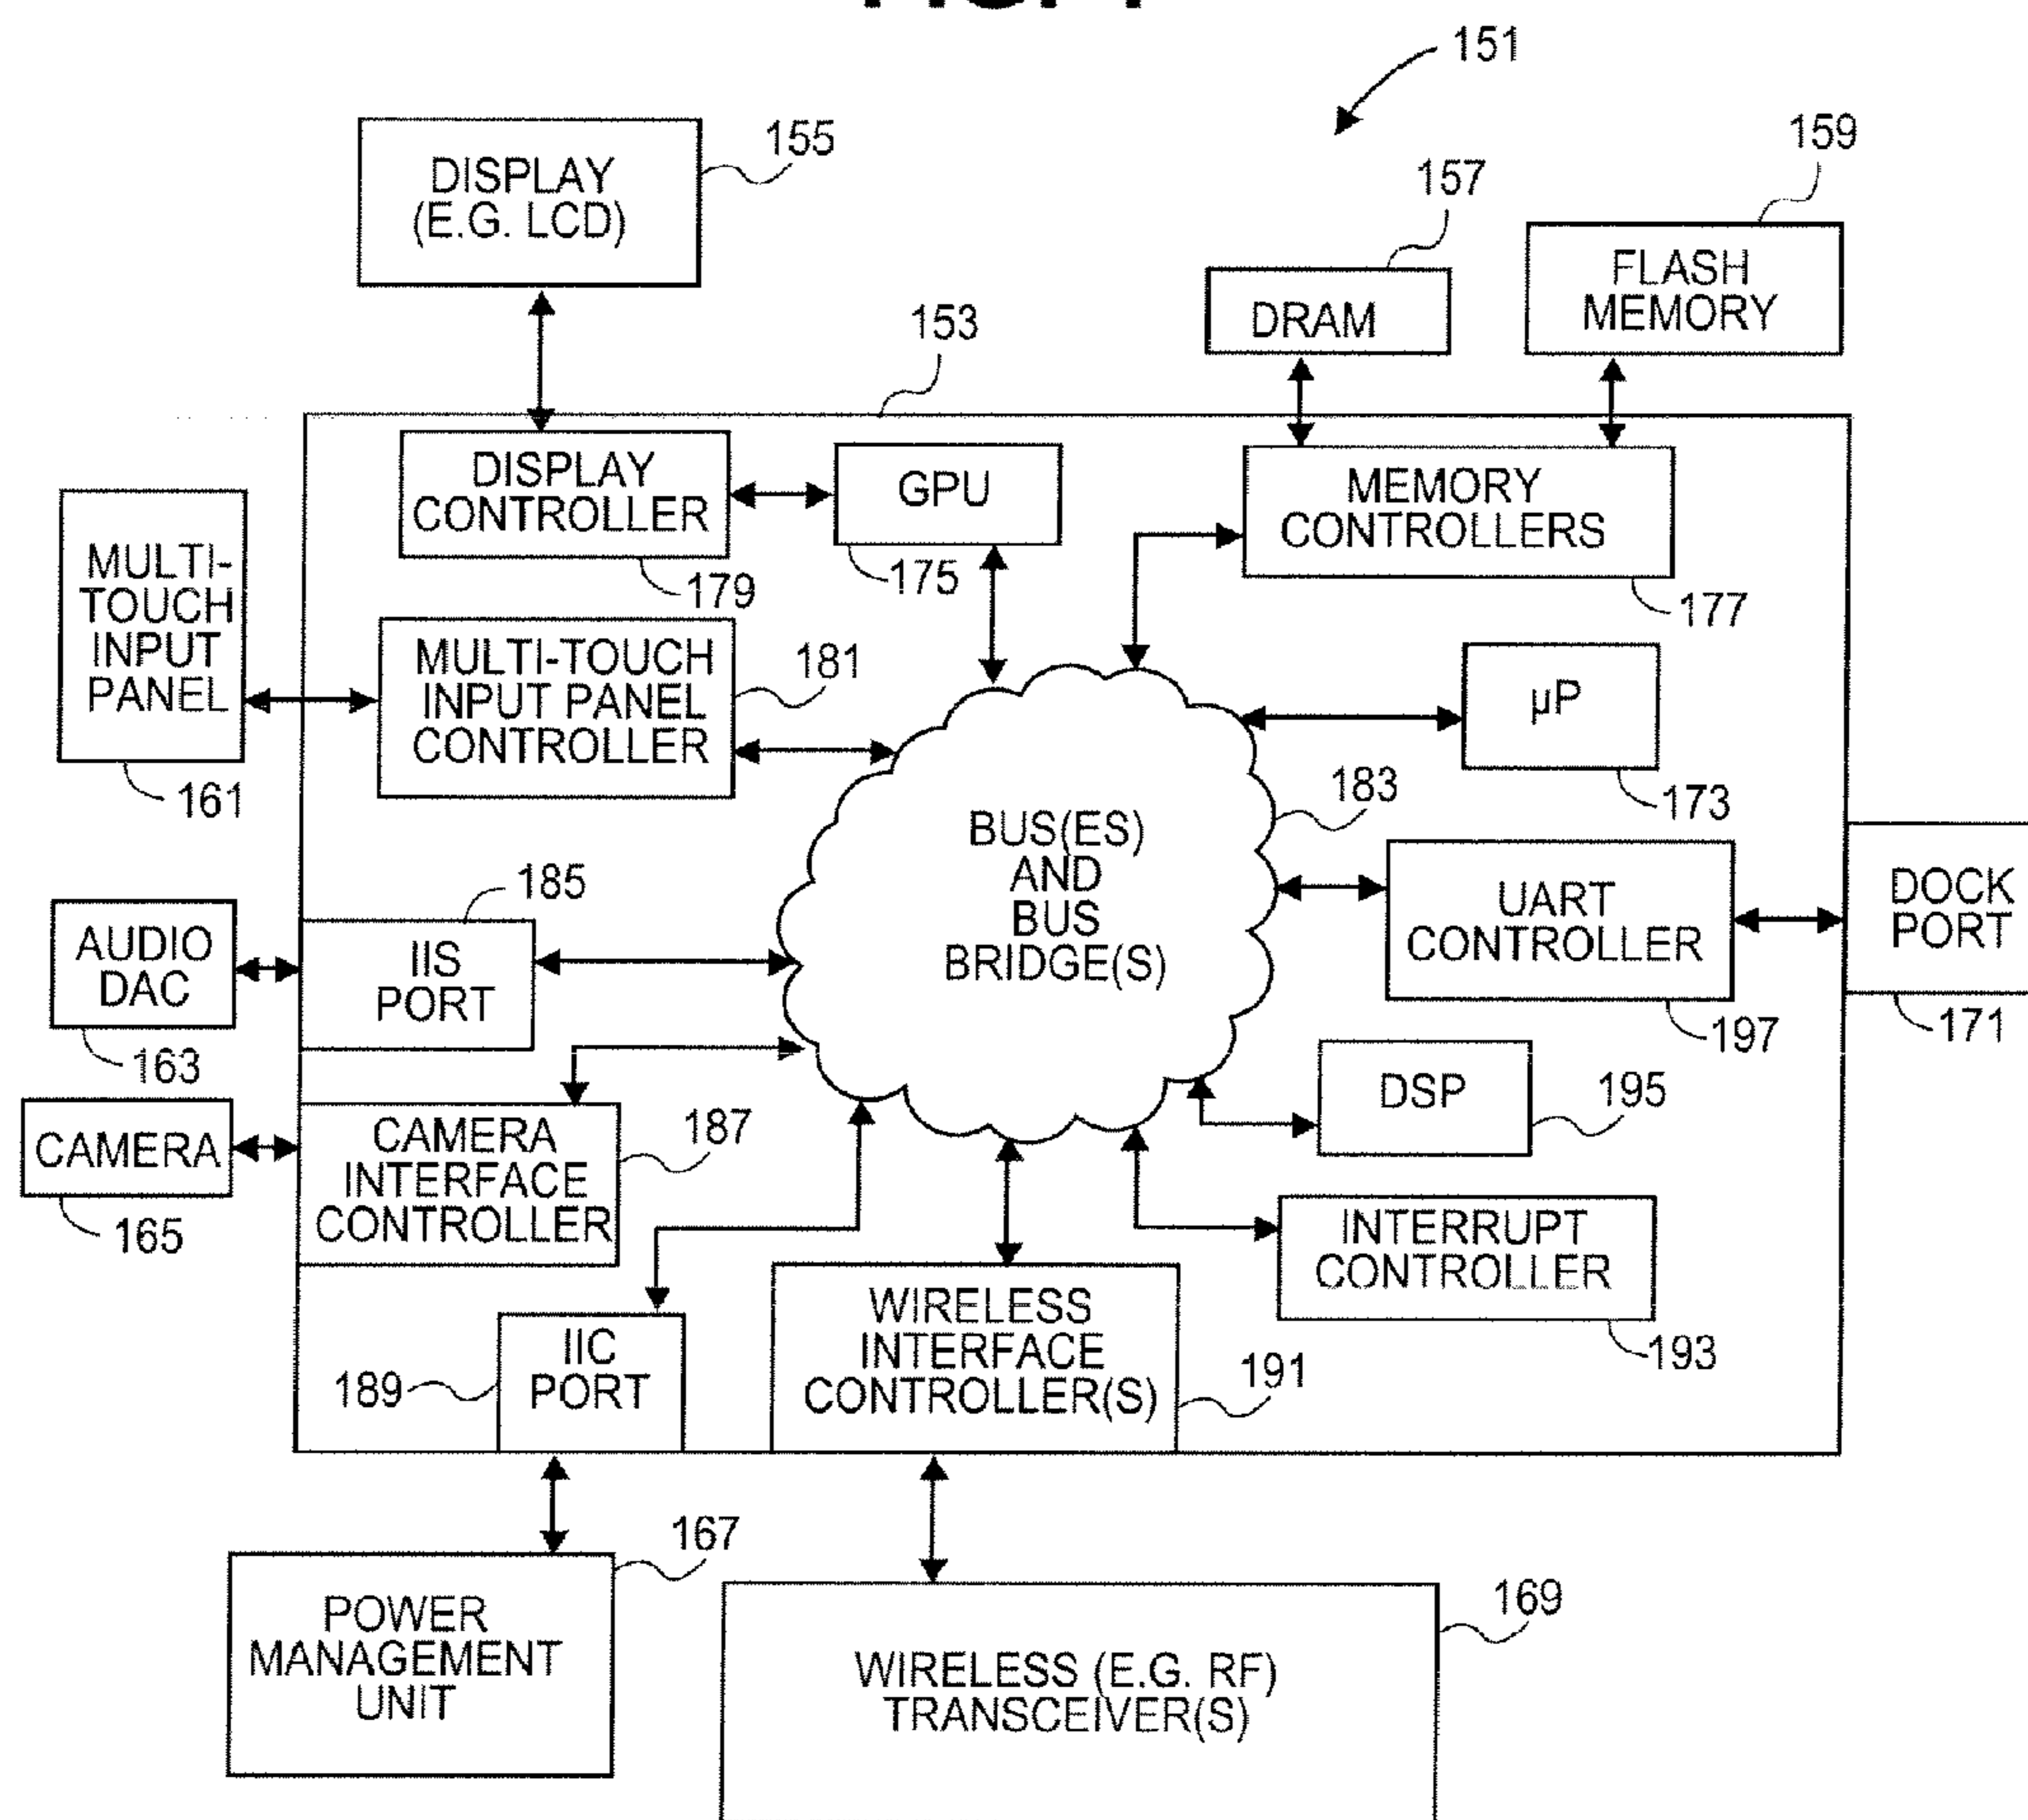 151
155
DISPLAY
(E.G. LCD)
159
157
FLASH
MEMORY
DRAM
153
DISPLAY
CONTROLLER
GPU
MEMORY
CONTROLLERS
179
175
177
MULTI-
TOUCH
INPUT
PANEL
161
MULTI-TOUCH
INPUT PANEL
CONTROLLER
181
µP
173
183
BUS(ES)
AND
BUS
BRIDGE(S)
185
AUDIO
DAC
163
IIS
PORT
UART
CONTROLLER
197
DOCK
PORT
171
DSP
195
CAMERA
165
CAMERA
INTERFACE
CONTROLLER
187
INTERRUPT
CONTROLLER
193
189
IIC
PORT
WIRELESS
INTERFACE
CONTROLLER(S)
191
167
POWER
MANAGEMENT
UNIT
169
WIRELESS (E.G. RF)
TRANSCEIVER(S)